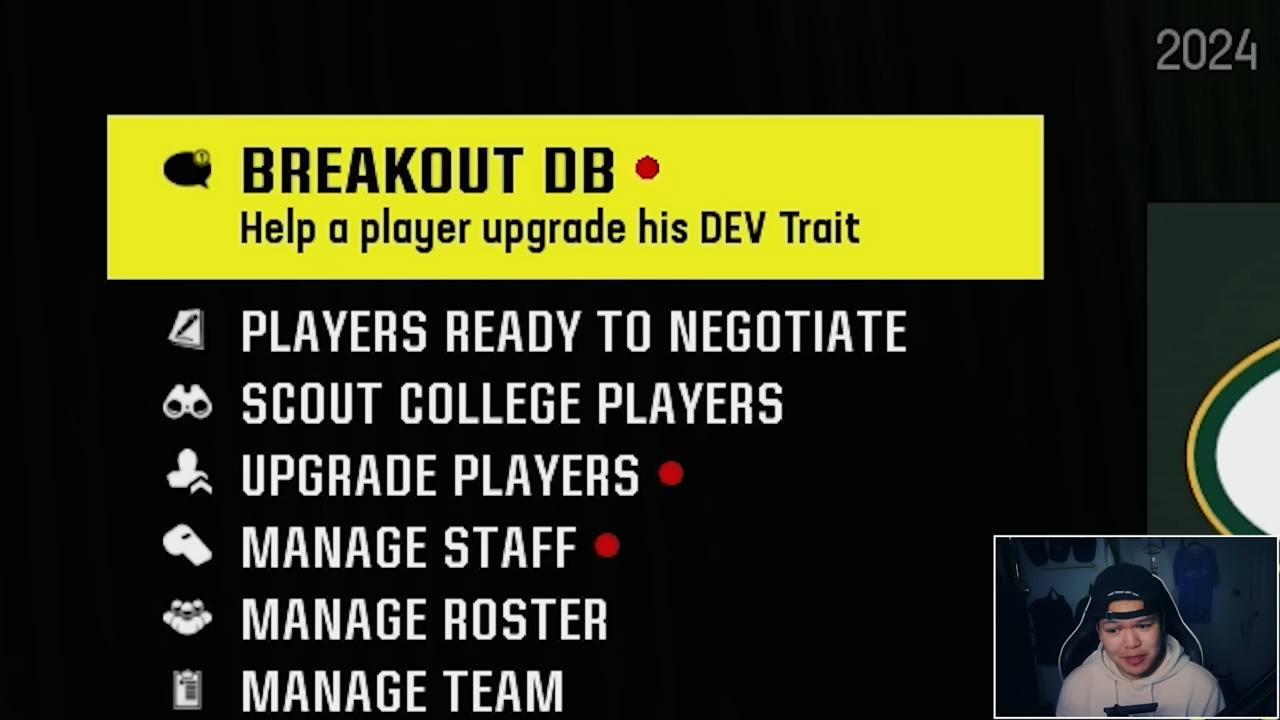 2024
BREAKOUT DB
Help a player upgrade his DEV Trait
PLAYERS READY TO NEGOTIATE
SCOUT COLLEGE PLAYERS
UPGRADE PLAYERS
MANAGE STAFF
MANAGE ROSTER
MANAGE TEAM